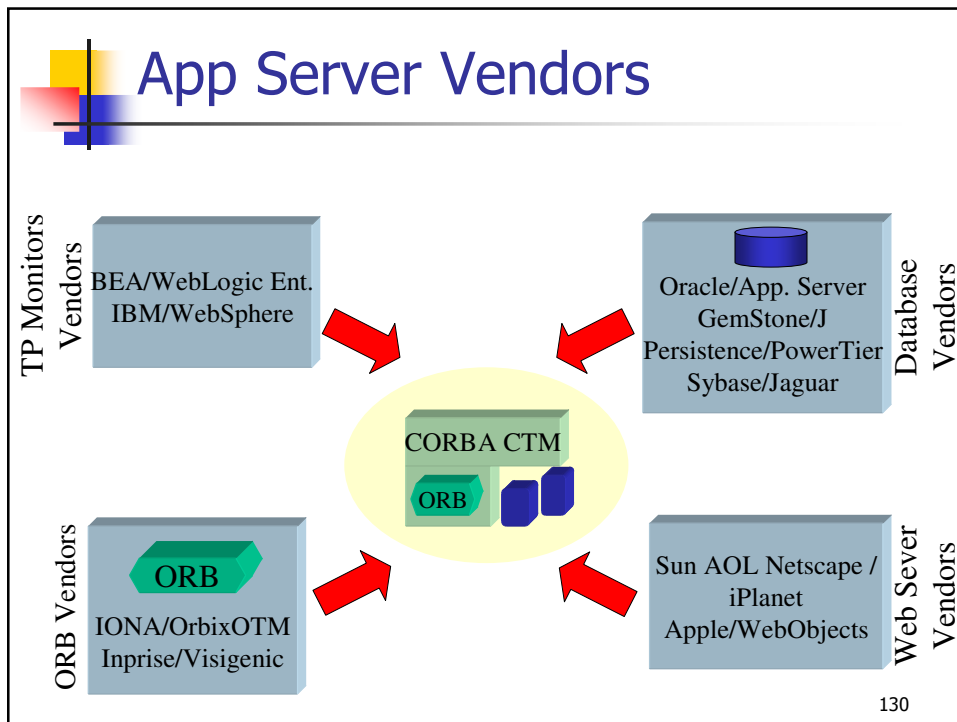 App Server Vendors
TP Monitors
Vendors
BEA/WebLogic Ent.
IBM/WebSphere
Oracle/App. Server
GemStone/J
Persistence/PowerTier
Sybase/Jaguar
Database
Vendors
CORBA CTM
ORB
ORB Vendors
ORB
IONA/OrbixOTM
Inprise/Visigenic
Sun AOL Netscape /
iPlanet
Apple/WebObjects
Web Sever
Vendors
130